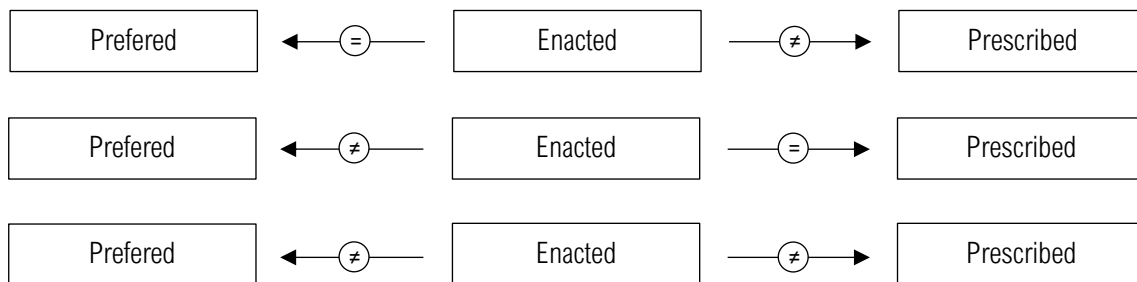 Prefered = Enacted ≠ Prescribed
Prefered ≠ Enacted = Prescribed
Prefered ≠ Enacted ≠ Prescribed